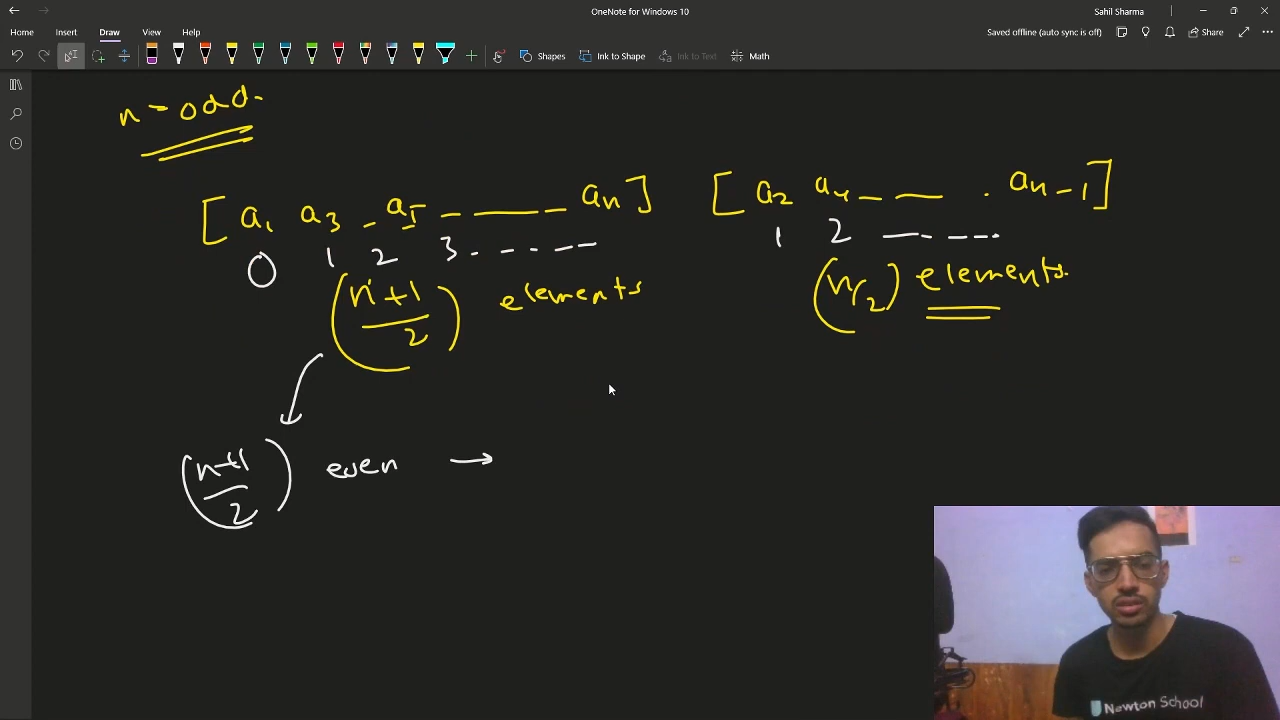 OneNote for Windows 10
Sahil Sharma
Home Insert Draw View Help
Saved offline (auto sync is off)
Share
Shapes
Ink to Shape
Ink to Text
Math
n - odd.
[a1 a3 - a5 - —— - an]
[a2 a4 - — . an-1]
0 1 2 3 . - - - -
1 2 — - - - .
(n+1/2) elements
(n/2) elements.
(n+1/2) even →
Newton School